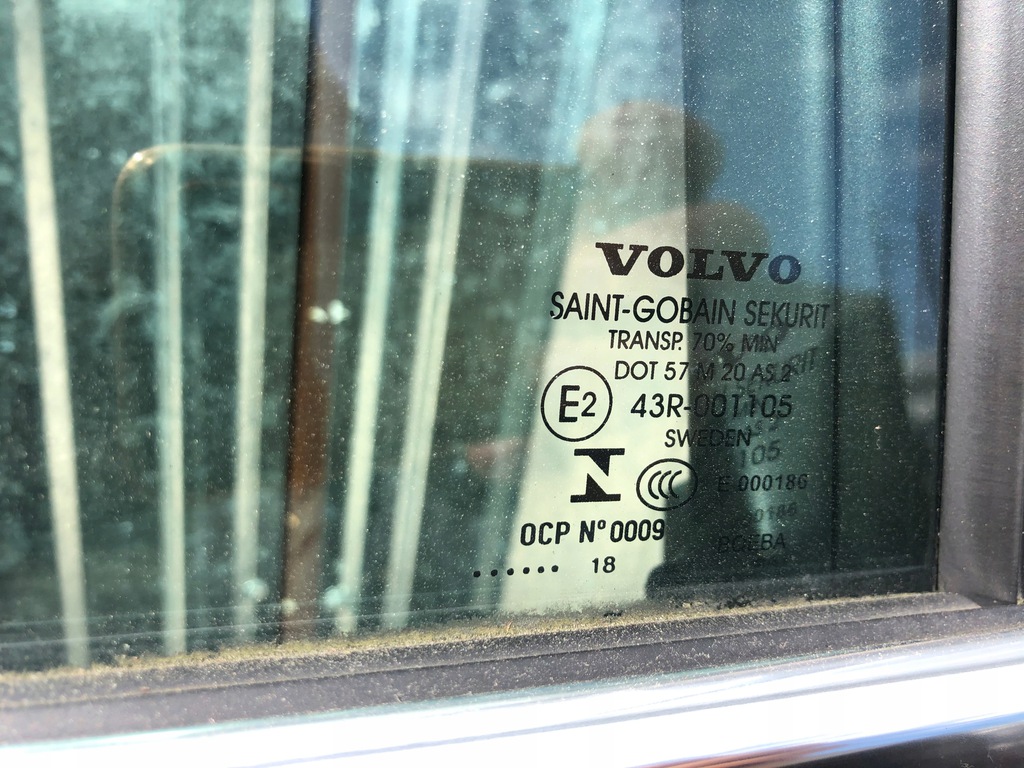 VOLVO
SAINT-GOBAIN SEKURIT
TRANSP. 70% MIN
DOT 57 M 20 AS 2
E2 43R-001105
SWEDEN
CCC E 000186
OCP Nº 0009
...... 18